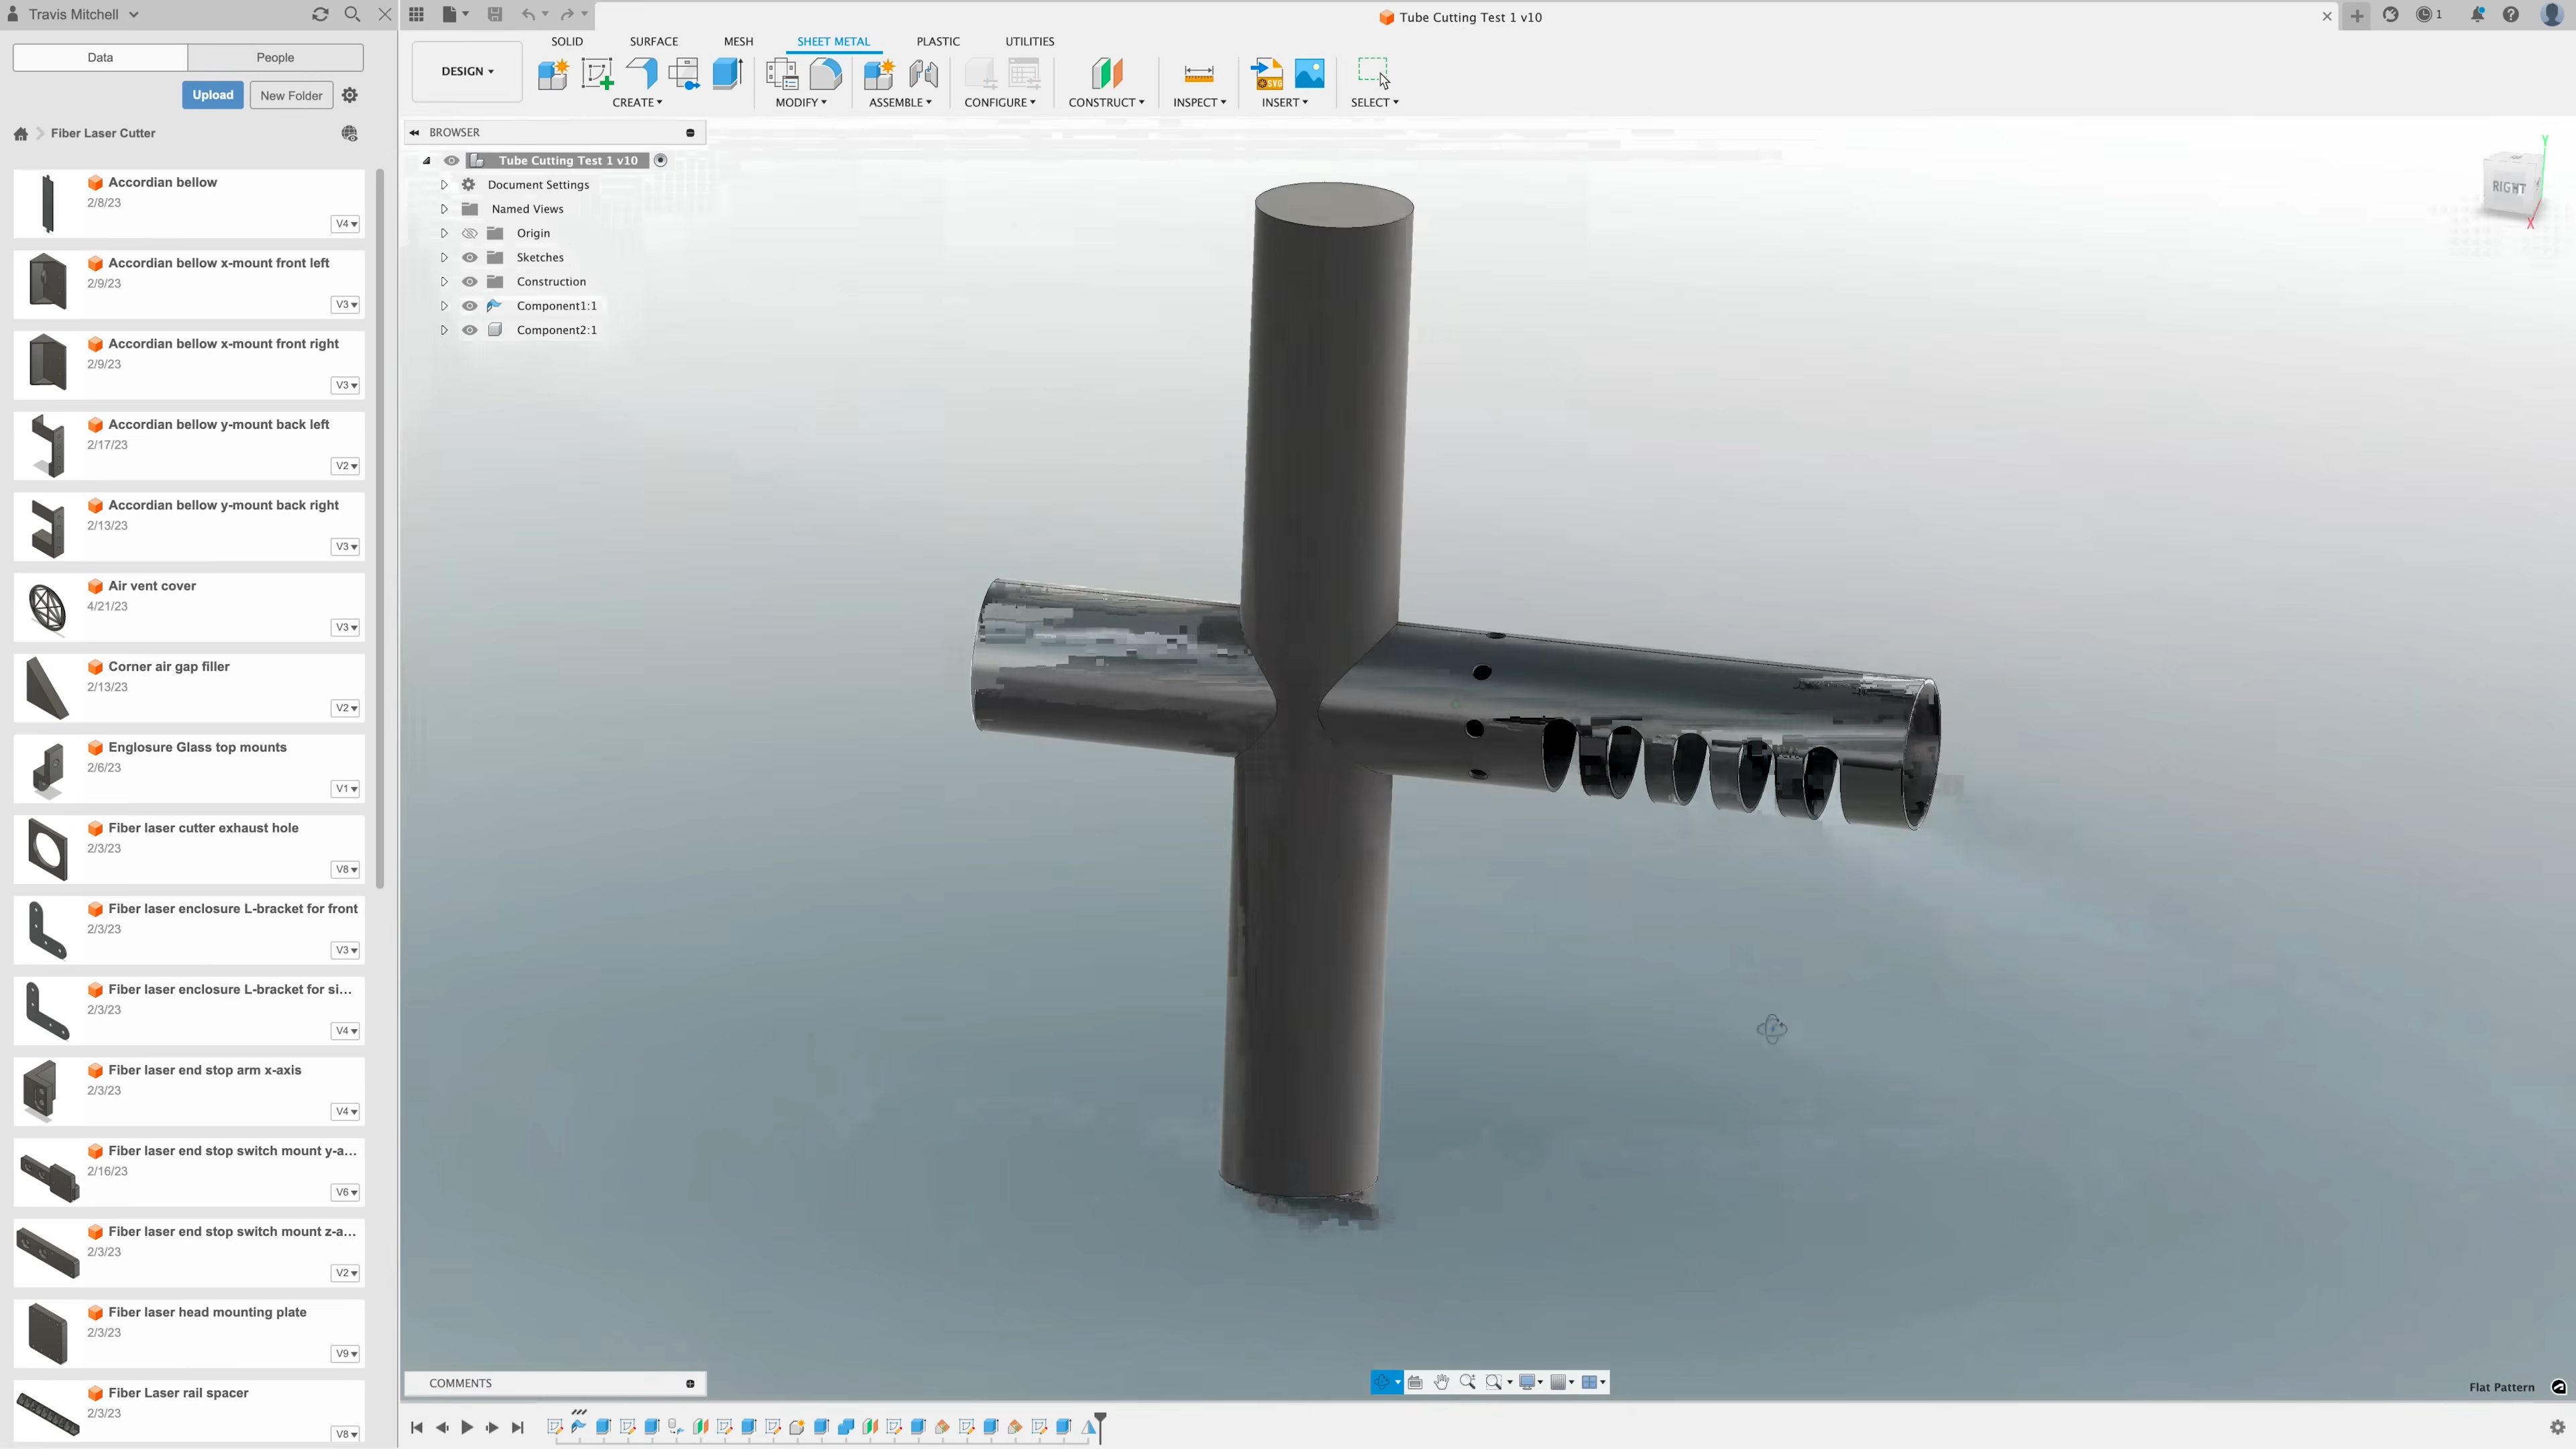 Travis Mitchell
Tube Cutting Test 1 v10
1
Data
People
Upload
New Folder
Fiber Laser Cutter
DESIGN
SOLID
SURFACE
MESH
SHEET METAL
PLASTIC
UTILITIES
CREATE
MODIFY
ASSEMBLE
CONFIGURE
CONSTRUCT
INSPECT
INSERT
SELECT
SVG
BROWSER
Tube Cutting Test 1 v10
Document Settings
Named Views
Origin
Sketches
Construction
Component1:1
Component2:1
Y
RIGHT
X
Accordian bellow
2/8/23
V4
Accordian bellow x-mount front left
2/9/23
V3
Accordian bellow x-mount front right
2/9/23
V3
Accordian bellow y-mount back left
2/17/23
V2
Accordian bellow y-mount back right
2/13/23
V3
Air vent cover
4/21/23
V3
Corner air gap filler
2/13/23
V2
Englosure Glass top mounts
2/6/23
V1
Fiber laser cutter exhaust hole
2/3/23
V8
Fiber laser enclosure L-bracket for front
2/3/23
V3
Fiber laser enclosure L-bracket for si...
2/3/23
V4
Fiber laser end stop arm x-axis
2/3/23
V4
Fiber laser end stop switch mount y-a...
2/16/23
V6
Fiber laser end stop switch mount z-a...
2/3/23
V2
Fiber laser head mounting plate
2/3/23
V9
Fiber Laser rail spacer
2/3/23
V8
COMMENTS
Flat Pattern